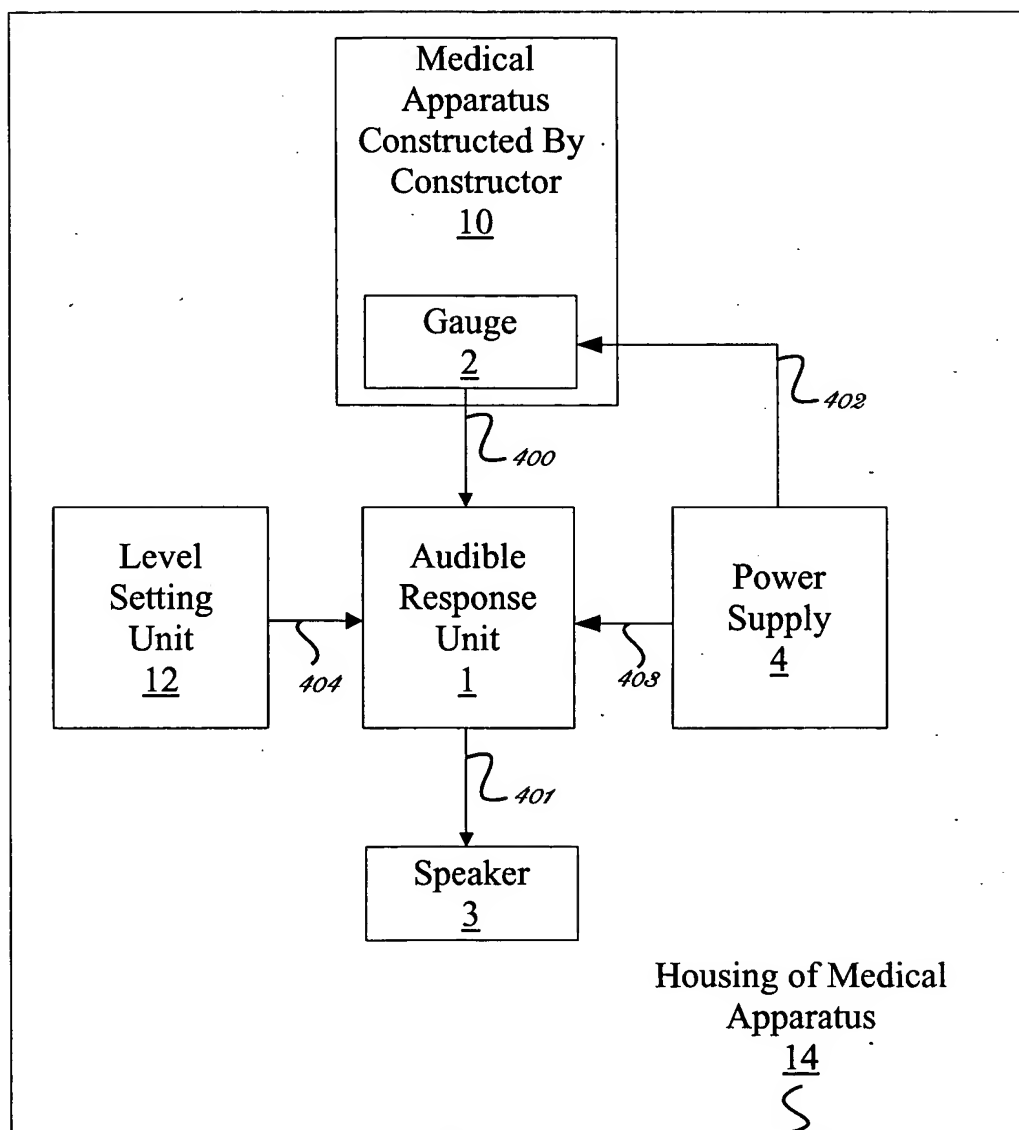 Medical
Apparatus
Constructed By
Constructor
10
Gauge
2
402
400
Level
Setting
Unit
12
404
Audible
Response
Unit
1
403
Power
Supply
4
401
Speaker
3
Housing of Medical
Apparatus
14